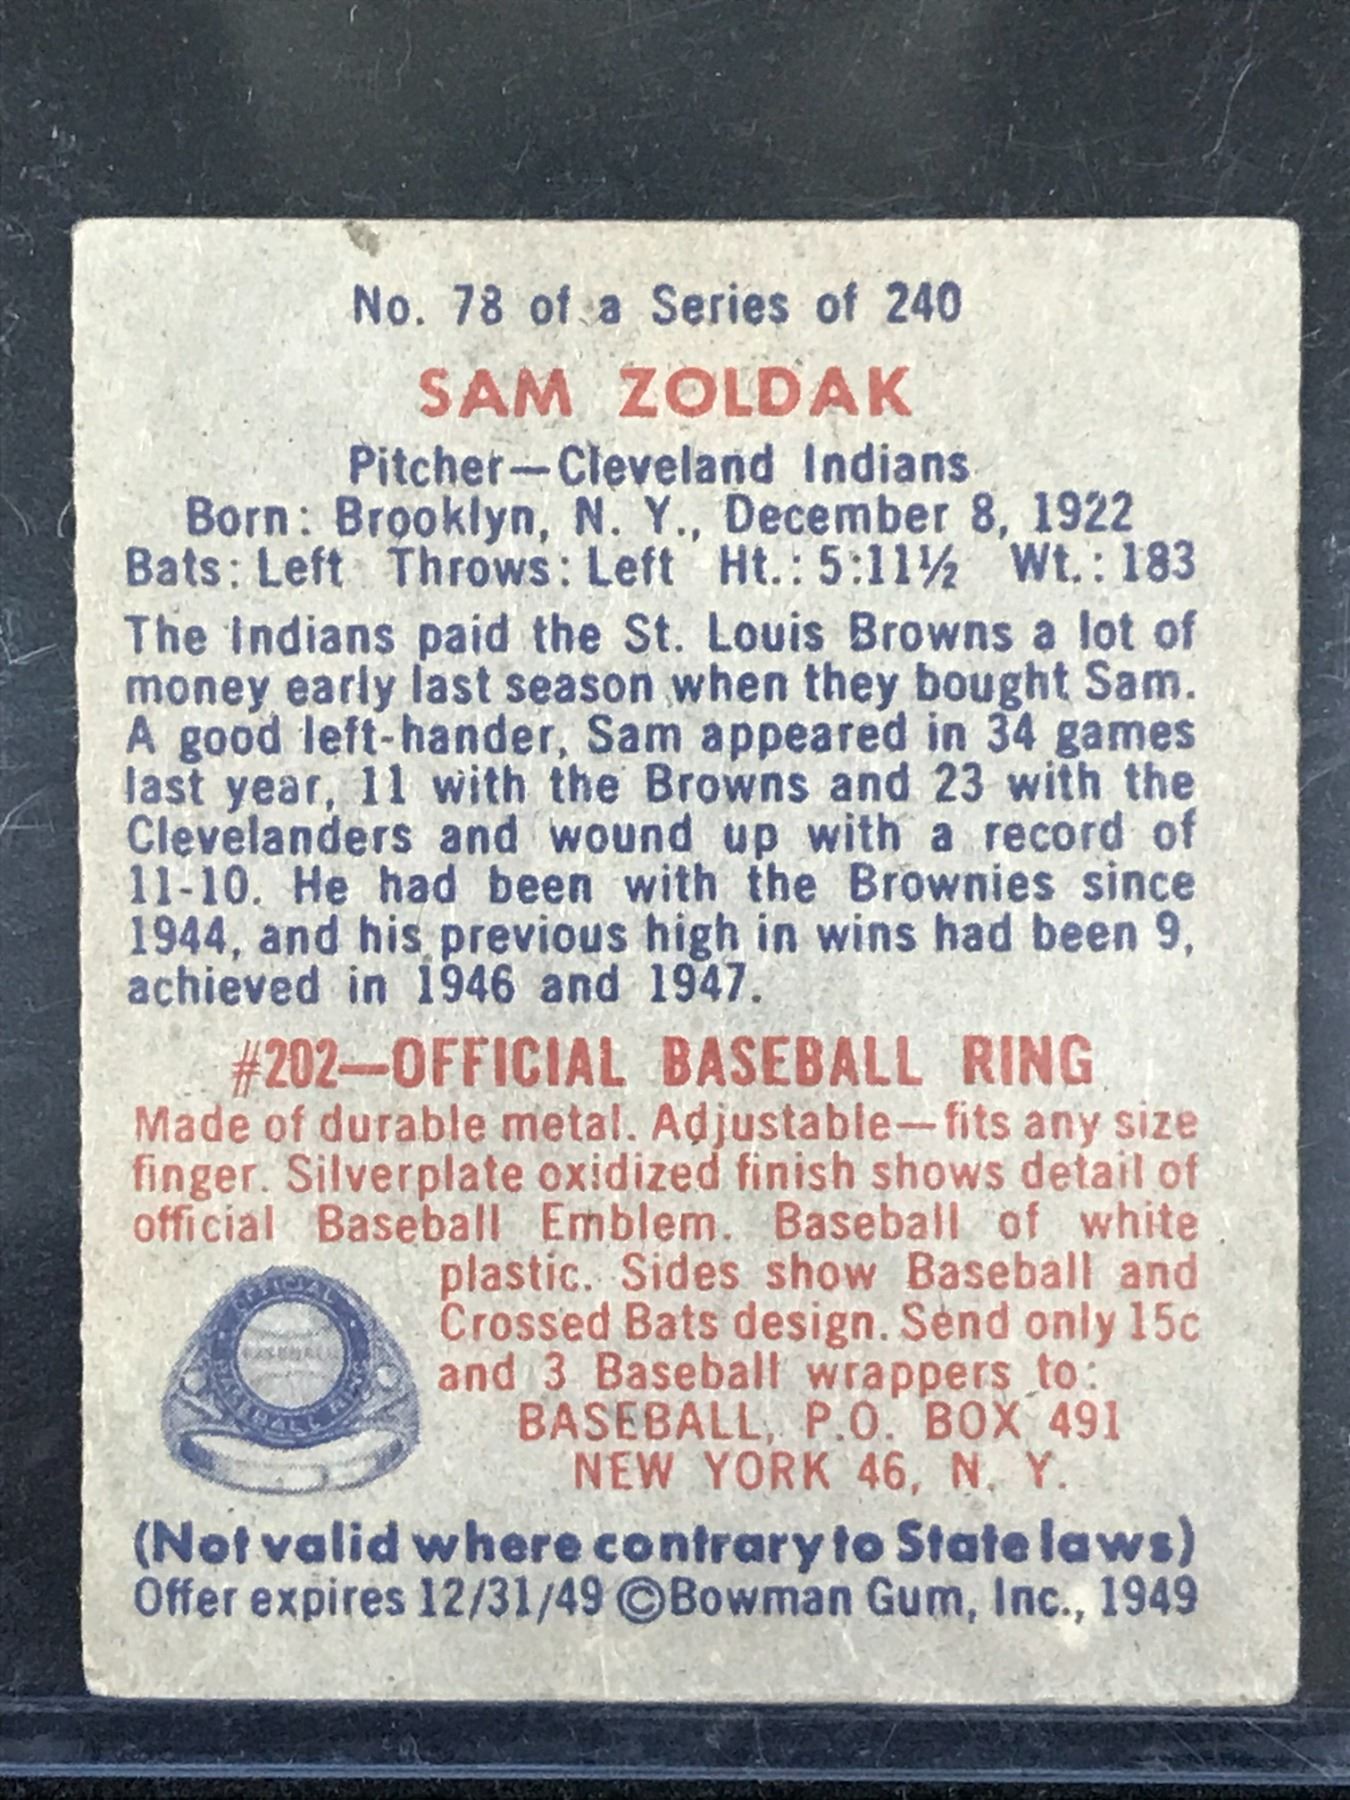 No. 78 of a Series of 240
SAM ZOLDAK
Pitcher—Cleveland Indians
Born: Brooklyn, N. Y., December 8, 1922
Bats: Left Throws: Left Ht.: 5:11½ Wt.: 183
The Indians paid the St. Louis Browns a lot of
money early last season when they bought Sam.
A good left-hander, Sam appeared in 34 games
last year, 11 with the Browns and 23 with the
Clevelanders and wound up with a record of
11-10. He had been with the Brownies since
1944, and his previous high in wins had been 9,
achieved in 1946 and 1947.
#202—OFFICIAL BASEBALL RING
Made of durable metal. Adjustable—fits any size
finger. Silverplate oxidized finish shows detail of
official Baseball Emblem. Baseball of white
plastic. Sides show Baseball and
Crossed Bats design. Send only 15c
and 3 Baseball wrappers to:
BASEBALL, P.O. BOX 491
NEW YORK 46, N. Y.
OFFICIAL
BASEBALL
BASEBALL RING
(Not valid where contrary to State laws)
Offer expires 12/31/49 ©Bowman Gum, Inc., 1949